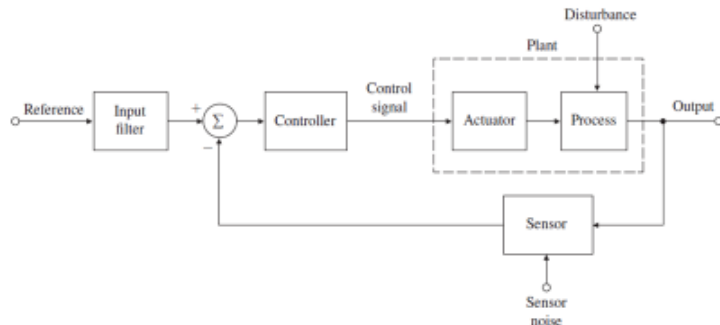 Disturbance
Plant
Reference
Input
filter
+
Σ
−
Controller
Control
signal
Actuator
Process
Output
Sensor
Sensor
noise